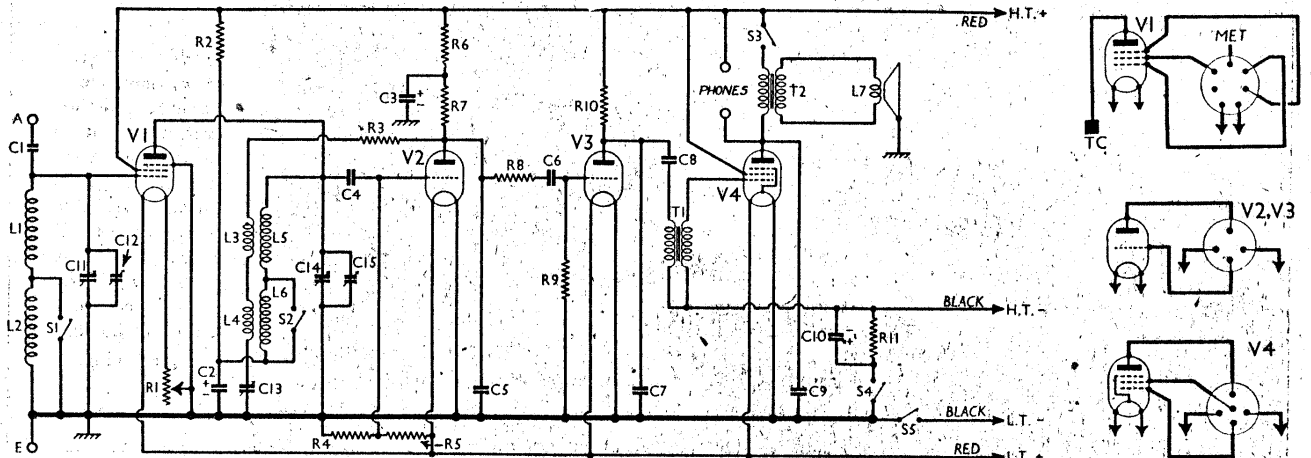 RED
H.T.+
S3
R2
R6
V1
MET
C3
R7
R10
PHONES
T2
L7
A
C1
V1
R3
V2
V3
C8
V4
TC
R8
C6
C4
V2,V3
L1
C12
C11
L3
L5
T1
C14
C15
R9
L6
BLACK
H.T.-
L2
S1
L4
S2
C10
R11
V4
R1
C2
C13
C5
C7
C9
S4
BLACK
L.T.-
S5
R4
R5
E
RED
L.T.+